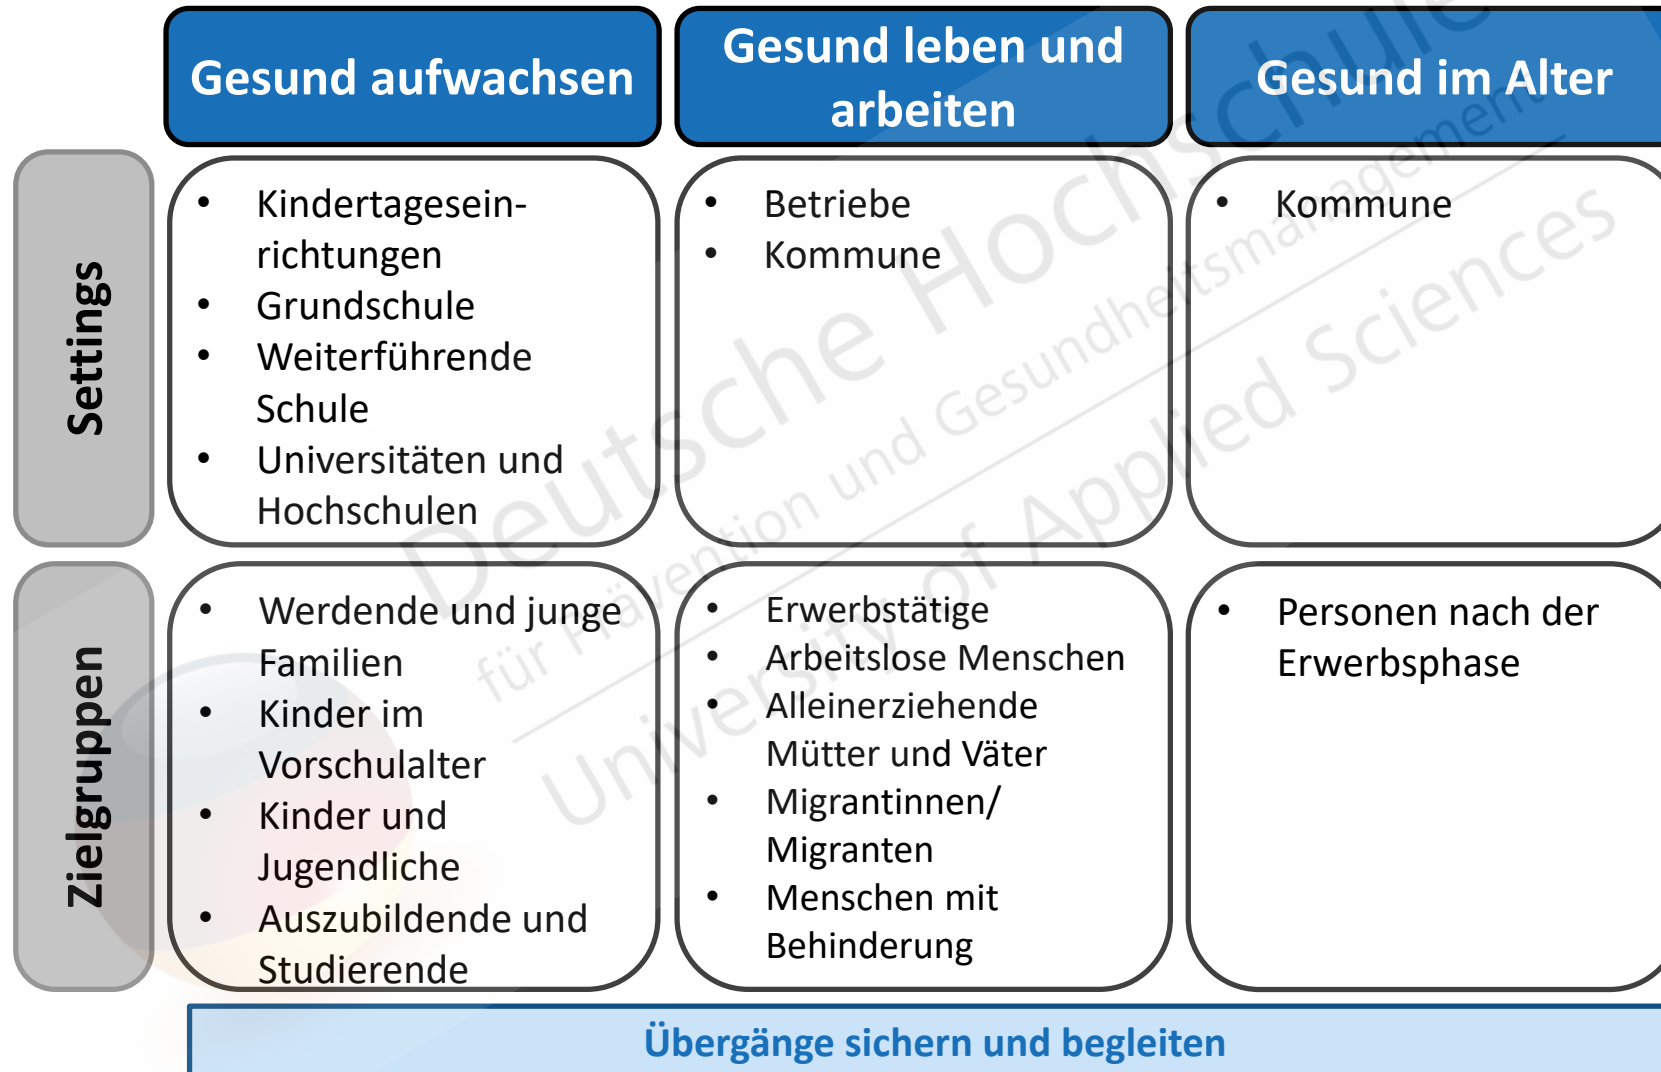 Gesund aufwachsen
Gesund leben und
arbeiten
Gesund im Alter
Settings
• Kindertagesein-
richtungen
• Grundschule
• Weiterführende
Schule
• Universitäten und
Hochschulen
• Betriebe
• Kommune
• Kommune
Zielgruppen
• Werdende und junge
Familien
• Kinder im
Vorschulalter
• Kinder und
Jugendliche
• Auszubildende und
Studierende
• Erwerbstätige
• Arbeitslose Menschen
• Alleinerziehende
Mütter und Väter
• Migrantinnen/
Migranten
• Menschen mit
Behinderung
• Personen nach der
Erwerbsphase
Übergänge sichern und begleiten
Deutsche Hochschule
für Prävention und Gesundheitsmanagement
University of Applied Sciences